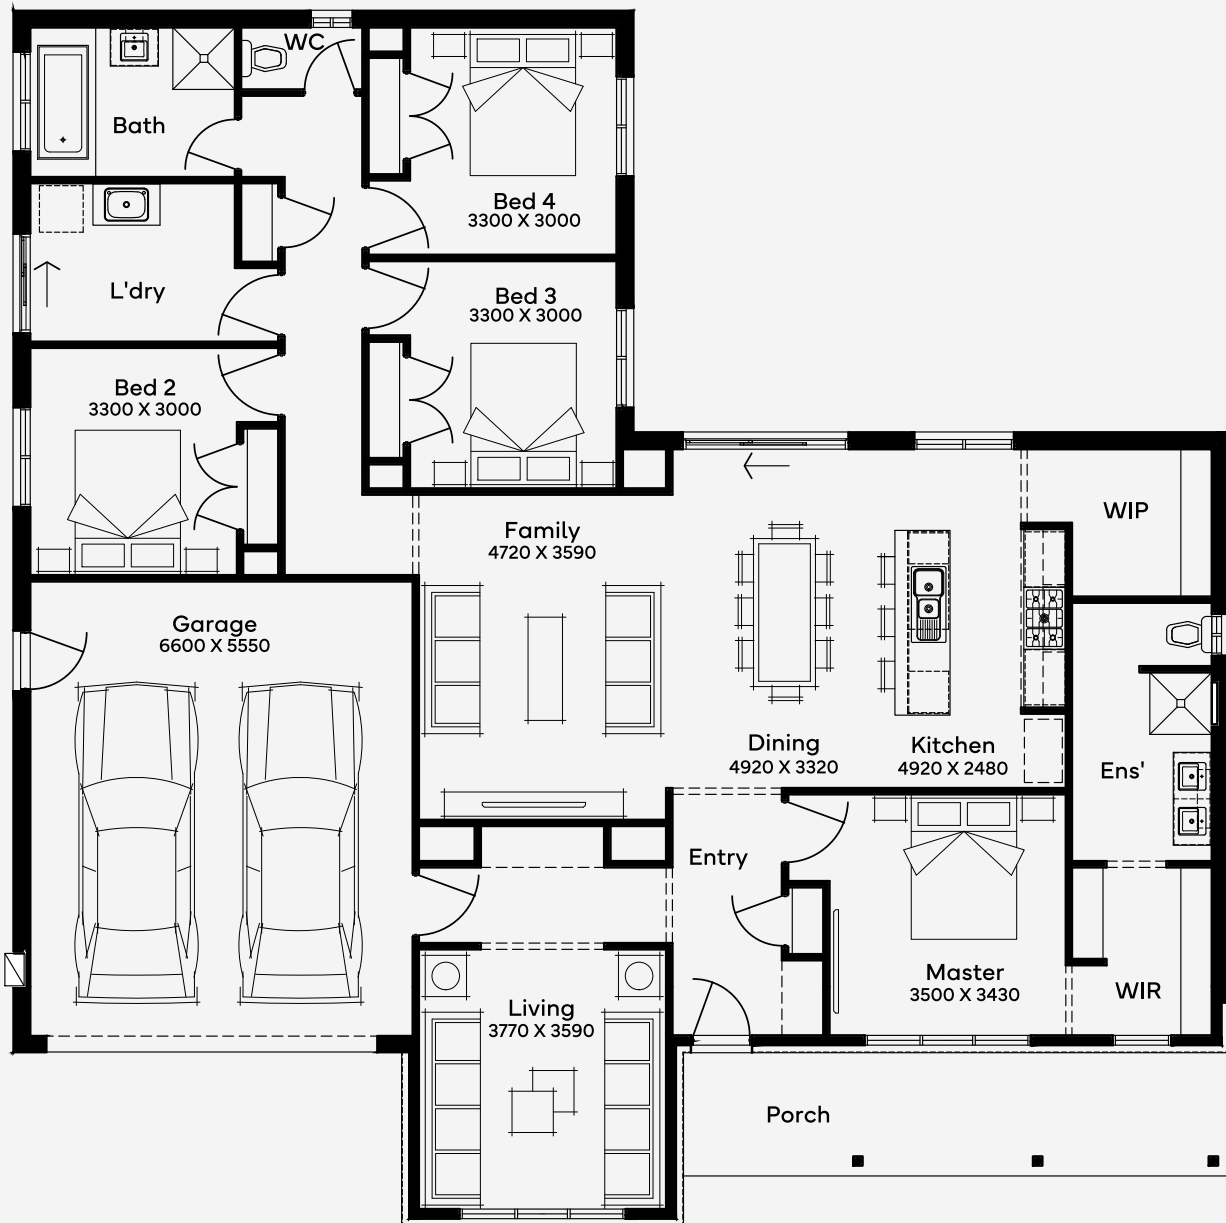 WC
Bath
Bed 4
3300 X 3000
L'dry
Bed 3
3300 X 3000
Bed 2
3300 X 3000
WIP
Family
4720 X 3590
Garage
6600 X 5550
Dining
4920 X 3320
Kitchen
4920 X 2480
Ens'
Entry
Master
3500 X 3430
WIR
Living
3770 X 3590
Porch